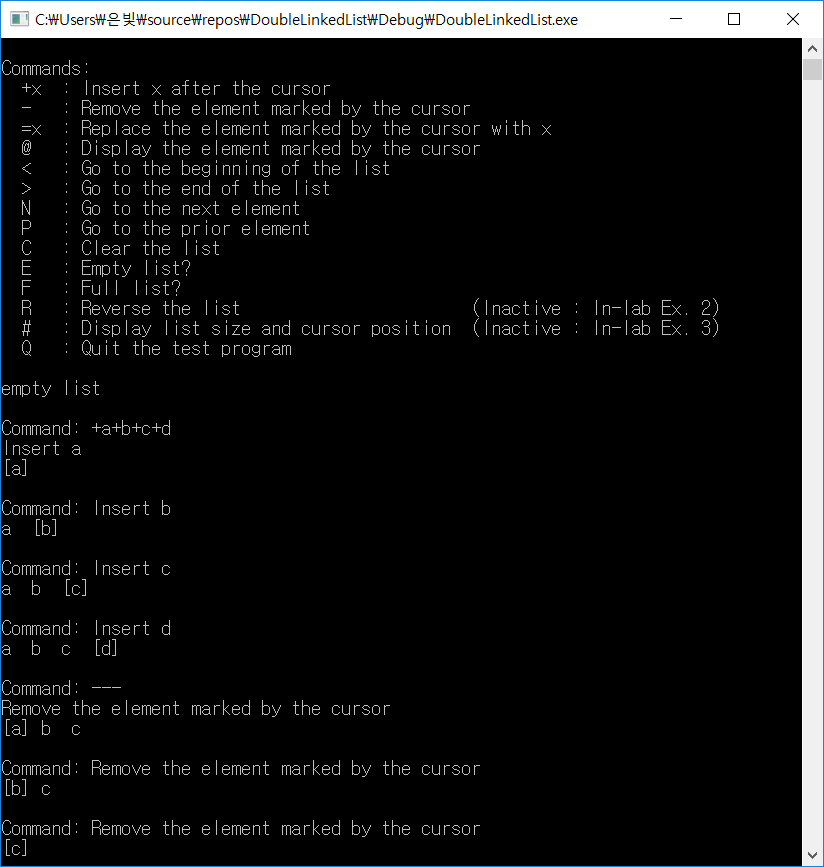 C:\Users\은빛\source\repos\DoubleLinkedList\Debug\DoubleLinkedList.exe
Commands:
+x : Insert x after the cursor
- : Remove the element marked by the cursor
=x : Replace the element marked by the cursor with x
@ : Display the element marked by the cursor
< : Go to the beginning of the list
> : Go to the end of the list
N : Go to the next element
P : Go to the prior element
C : Clear the list
E : Empty list?
F : Full list?
R : Reverse the list (Inactive : In-lab Ex. 2)
# : Display list size and cursor position (Inactive : In-lab Ex. 3)
Q : Quit the test program
empty list
Command: +a+b+c+d
Insert a
[a]
Command: Insert b
a [b]
Command: Insert c
a b [c]
Command: Insert d
a b c [d]
Command: ---
Remove the element marked by the cursor
[a] b c
Command: Remove the element marked by the cursor
[b] c
Command: Remove the element marked by the cursor
[c]